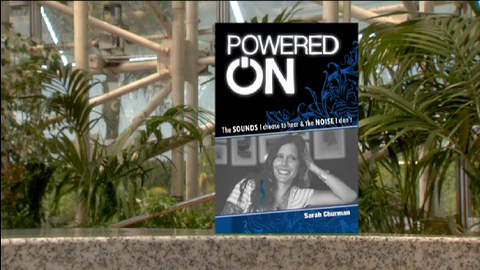 POWERED
ON
The SOUNDS I choose to hear & the NOISE I don't
Sarah Churman